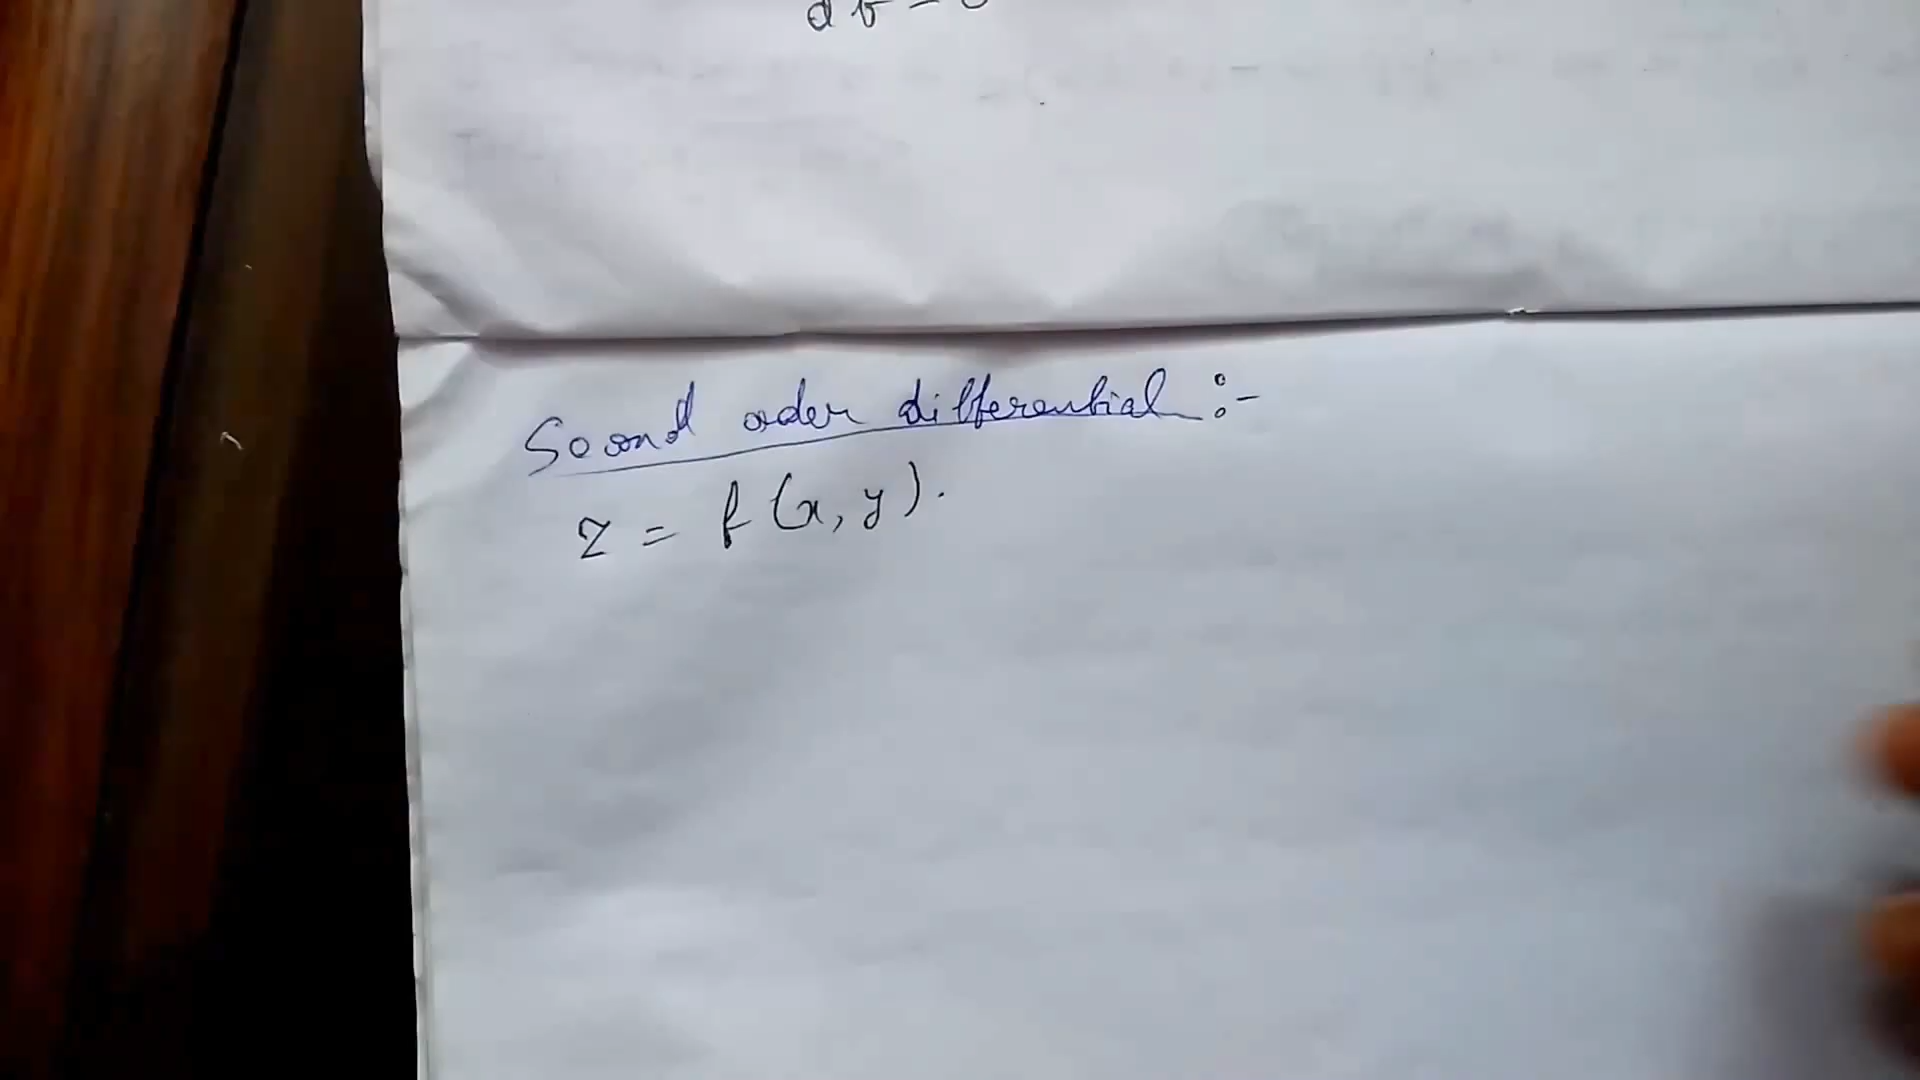 Second order differential :-
z = f(x, y).